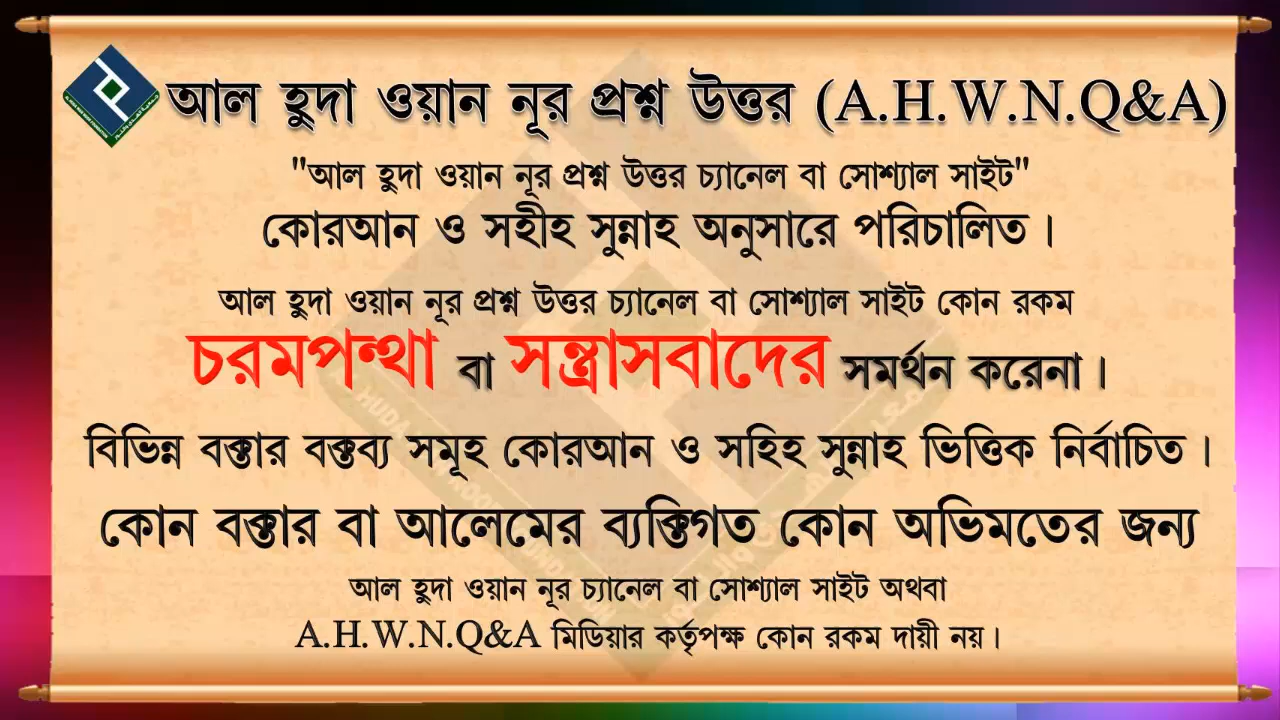 আল হুদা ওয়ান নূর প্রশ্ন উত্তর (A.H.W.N.Q&A)
"আল হুদা ওয়ান নূর প্রশ্ন উত্তর চ্যানেল বা সোশ্যাল সাইট"
কোরআন ও সহীহ সুন্নাহ অনুসারে পরিচালিত।
আল হুদা ওয়ান নূর প্রশ্ন উত্তর চ্যানেল বা সোশ্যাল সাইট কোন রকম
চরমপন্থা বা সন্ত্রাসবাদের সমর্থন করেনা।
বিভিন্ন বক্তার বক্তব্য সমূহ কোরআন ও সহিহ সুন্নাহ ভিত্তিক নির্বাচিত।
কোন বক্তার বা আলেমের ব্যক্তিগত কোন অভিমতের জন্য
আল হুদা ওয়ান নূর চ্যানেল বা সোশ্যাল সাইট অথবা
A.H.W.N.Q&A মিডিয়ার কর্তৃপক্ষ কোন রকম দায়ী নয়।